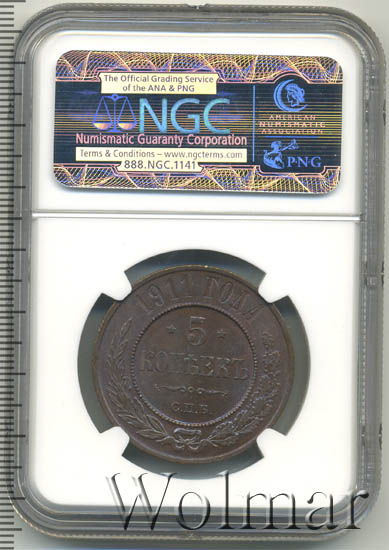 The Official Grading Service
of the ANA & PNG
NGC
Numismatic Guaranty Corporation
Terms & Conditions – www.ngcterms.com
888.NGC.1141
AMERICAN
NUMISMATIC
ASSOCIATION
PNG
1911 ГОДА
5
КОПѢЕКЪ
С.П.Б.
Wolmar